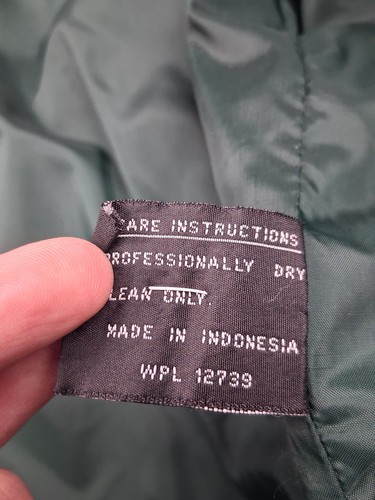 CARE INSTRUCTIONS
PROFESSIONALLY DRY
CLEAN ONLY.
MADE IN INDONESIA
WPL 12739